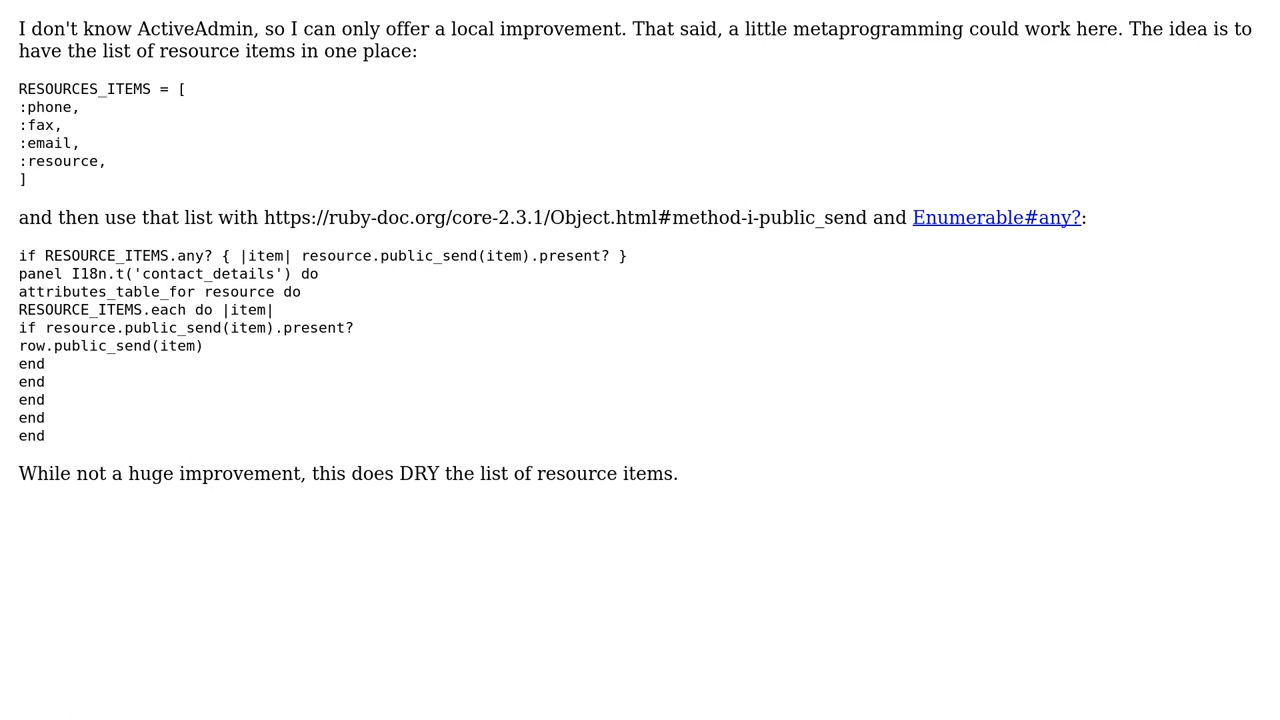 I don't know ActiveAdmin, so I can only offer a local improvement. That said, a little metaprogramming could work here. The idea is to
have the list of resource items in one place:
RESOURCES_ITEMS = [
:phone,
:fax,
:email,
:resource,
]
and then use that list with https://ruby-doc.org/core-2.3.1/Object.html#method-i-public_send and Enumerable#any?:
if RESOURCE_ITEMS.any? { |item| resource.public_send(item).present? }
panel I18n.t('contact_details') do
attributes_table_for resource do
RESOURCE_ITEMS.each do |item|
if resource.public_send(item).present?
row.public_send(item)
end
end
end
end
end
While not a huge improvement, this does DRY the list of resource items.